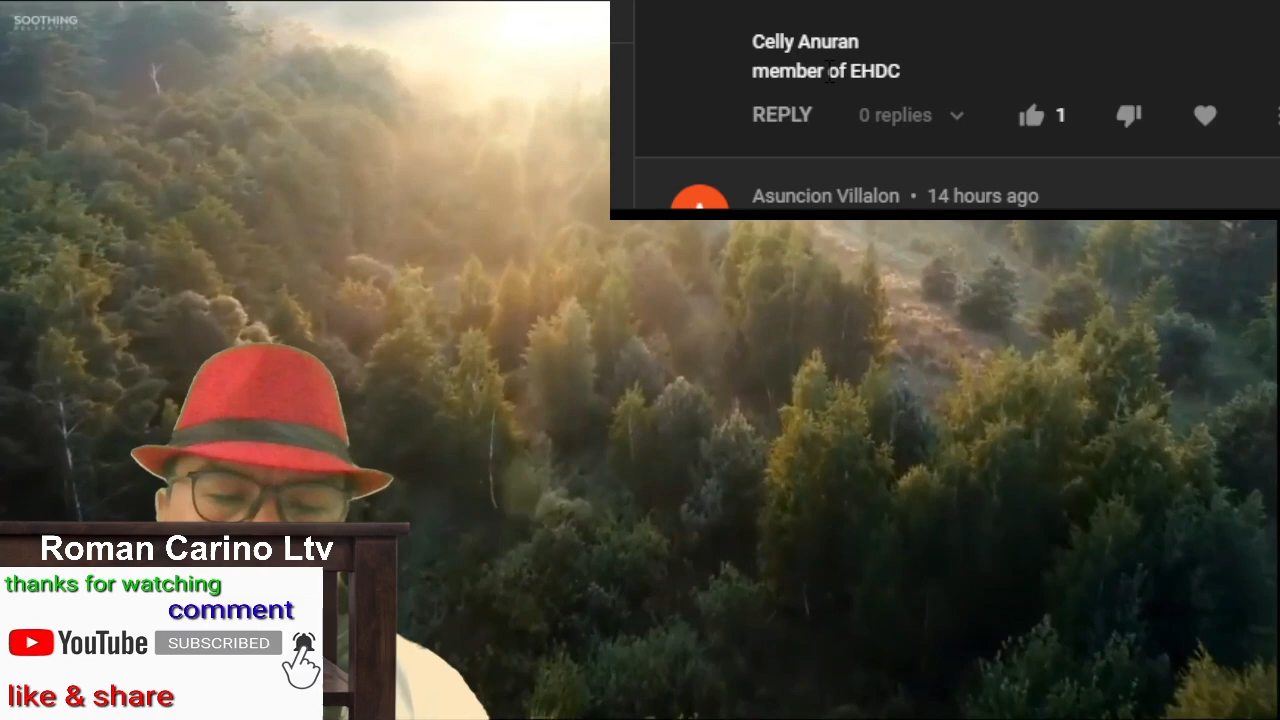 SOOTHING
RELAXATION
Celly Anuran
member of EHDC
REPLY 0 replies 1
Asuncion Villalon • 14 hours ago
Roman Carino Ltv
thanks for watching
comment
YouTube SUBSCRIBED
like & share